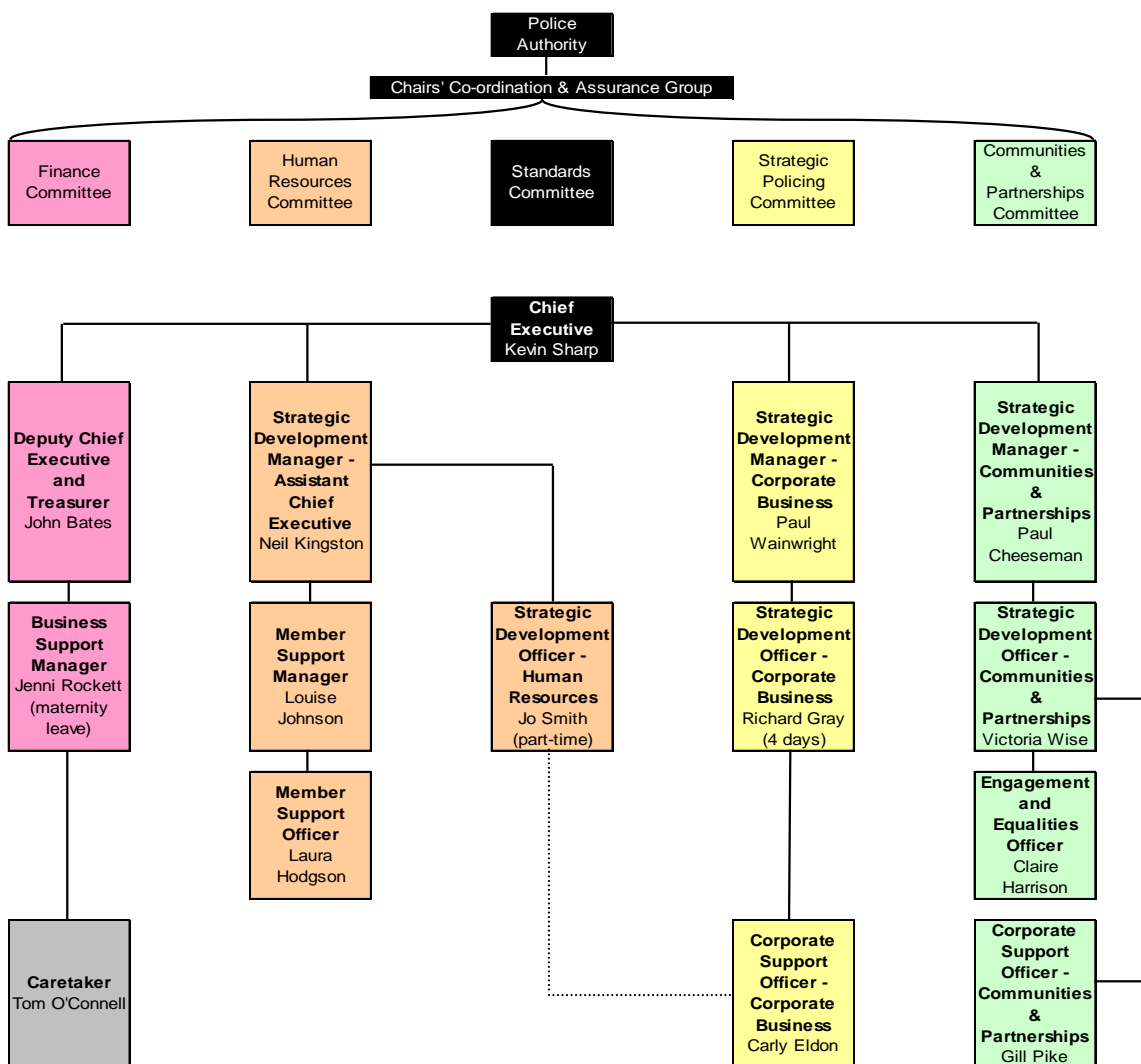 Police
Authority
Chairs' Co-ordination & Assurance Group
Finance
Committee
Human
Resources
Committee
Standards
Committee
Strategic
Policing
Committee
Communities
&
Partnerships
Committee
Chief
Executive
Kevin Sharp
Deputy Chief
Executive
and
Treasurer
John Bates
Strategic
Development
Manager -
Assistant
Chief
Executive
Neil Kingston
Strategic
Development
Manager -
Corporate
Business
Paul
Wainwright
Strategic
Development
Manager -
Communities
&
Partnerships
Paul
Cheeseman
Business
Support
Manager
Jenni Rockett
(maternity
leave)
Member
Support
Manager
Louise
Johnson
Strategic
Development
Officer -
Human
Resources
Jo Smith
(part-time)
Strategic
Development
Officer -
Corporate
Business
Richard Gray
(4 days)
Strategic
Development
Officer -
Communities
&
Partnerships
Victoria Wise
Member
Support
Officer
Laura
Hodgson
Engagement
and
Equalities
Officer
Claire
Harrison
Caretaker
Tom O'Connell
Corporate
Support
Officer -
Corporate
Business
Carly Eldon
Corporate
Support
Officer -
Communities
&
Partnerships
Gill Pike